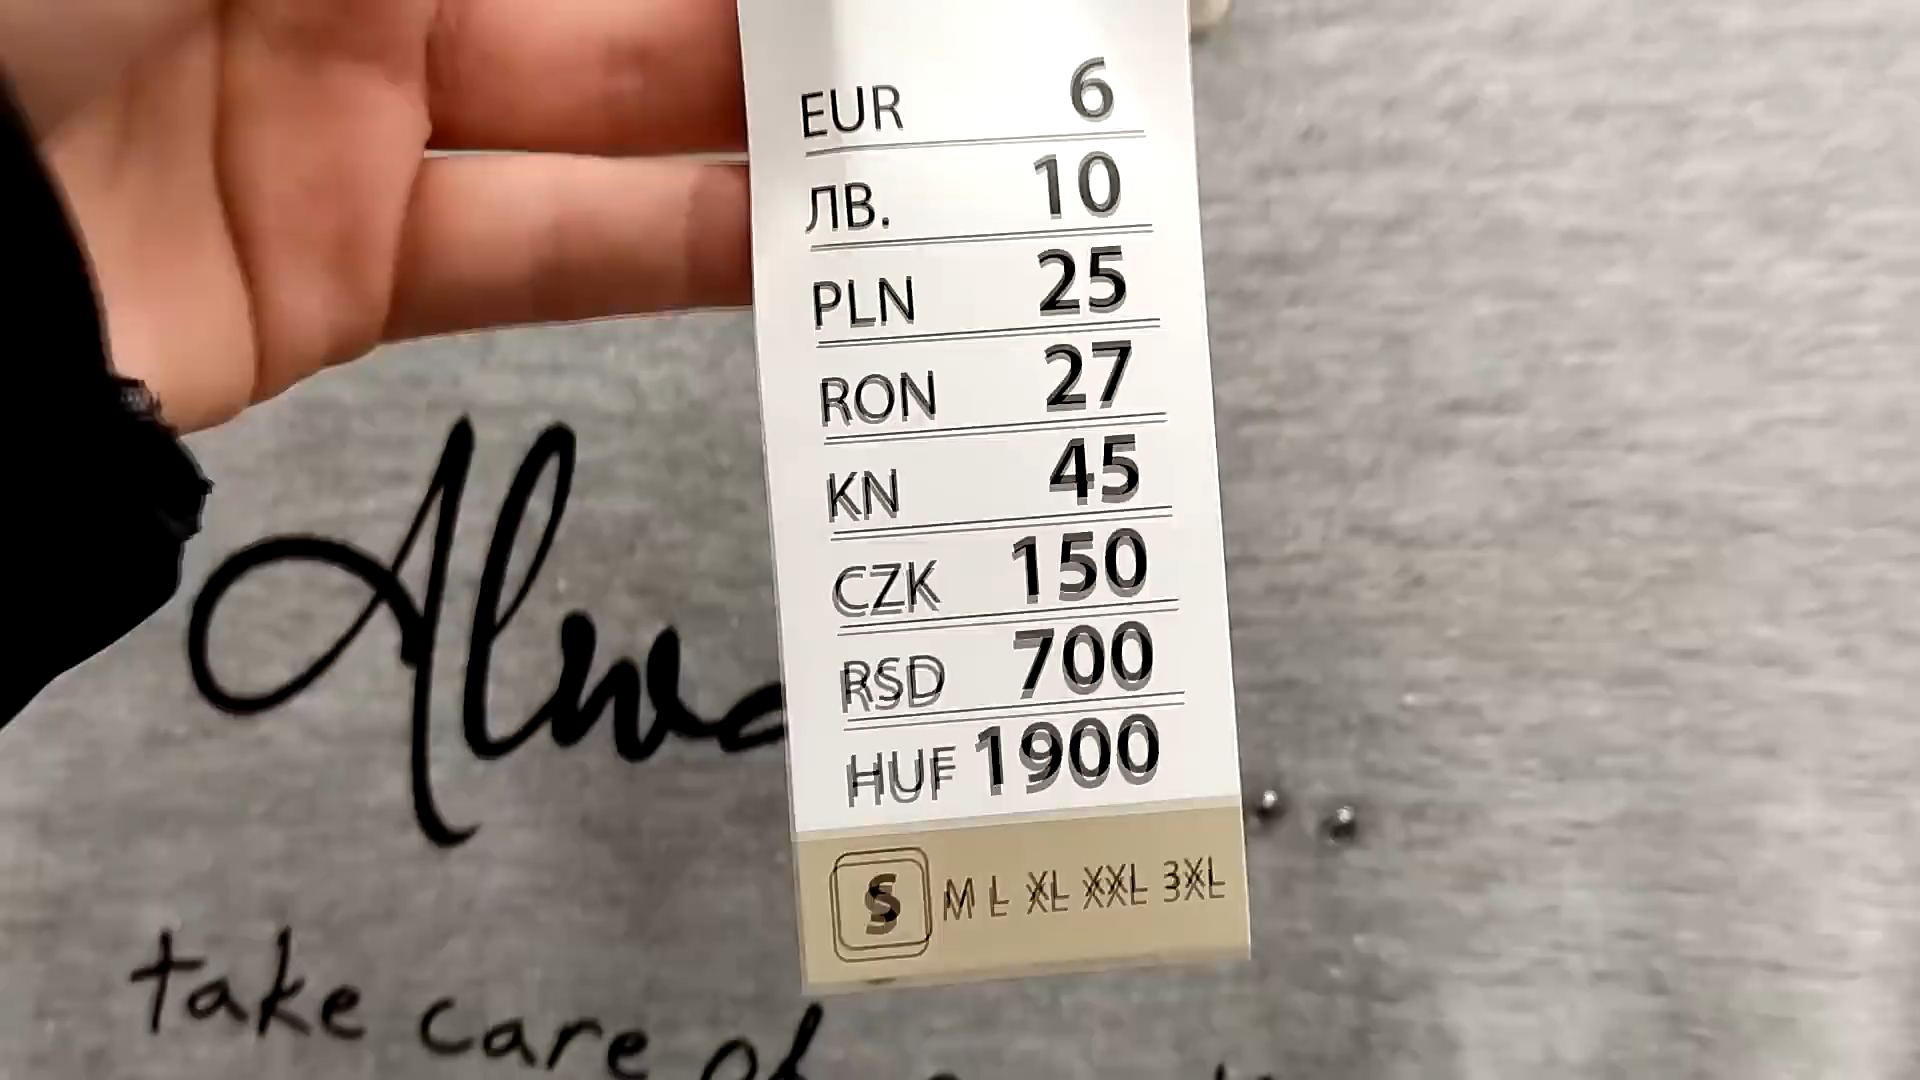 EUR 6
ЛВ. 10
PLN 25
RON 27
KN 45
CZK 150
RSD 700
HUF 1900
S M L XL XXL 3XL
take care of